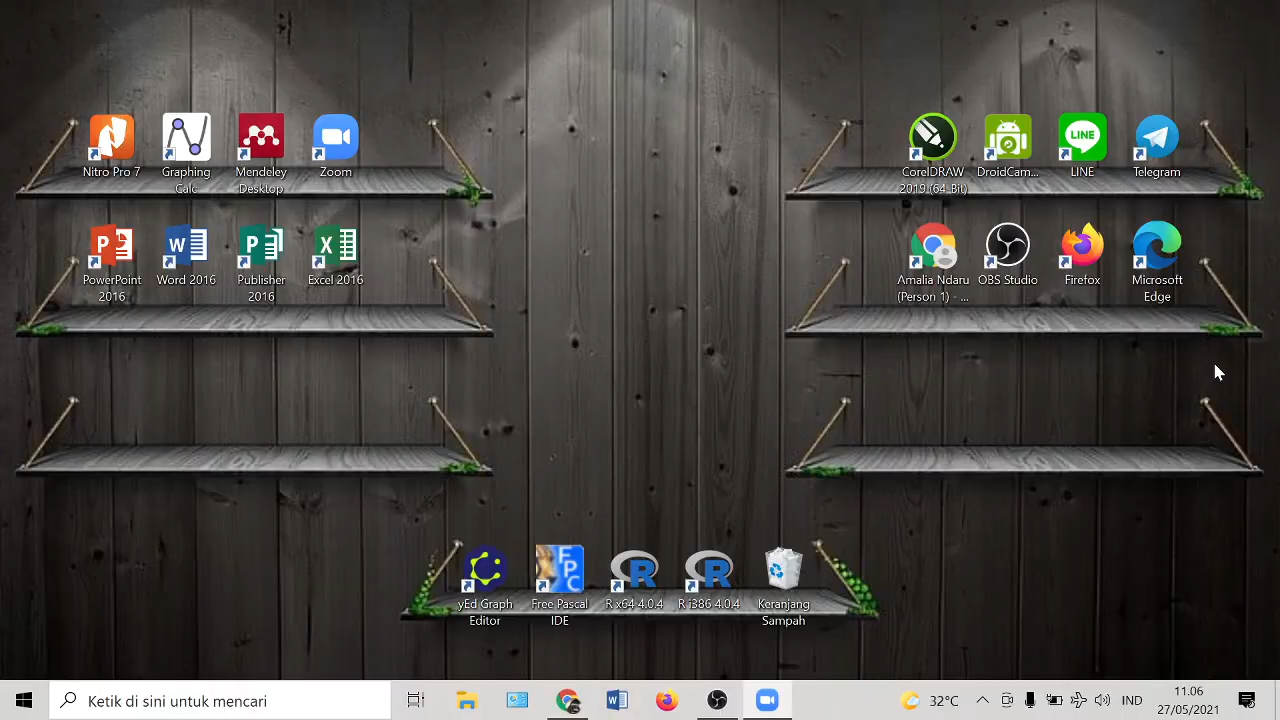 Nitro Pro 7
Graphing
Calc
Mendeley
Desktop
Zoom
CorelDRAW
2019 (64-Bit)
DroidCam...
LINE
LINE
Telegram
PowerPoint
2016
Word 2016
Publisher
2016
Excel 2016
Amalia Ndaru
(Person 1) - ...
OBS Studio
Firefox
Microsoft
Edge
yEd Graph
Editor
FPC
Free Pascal
IDE
R x64 4.0.4
R i386 4.0.4
Keranjang
Sampah
Ketik di sini untuk mencari
32°C
IND
11.06
27/05/2021